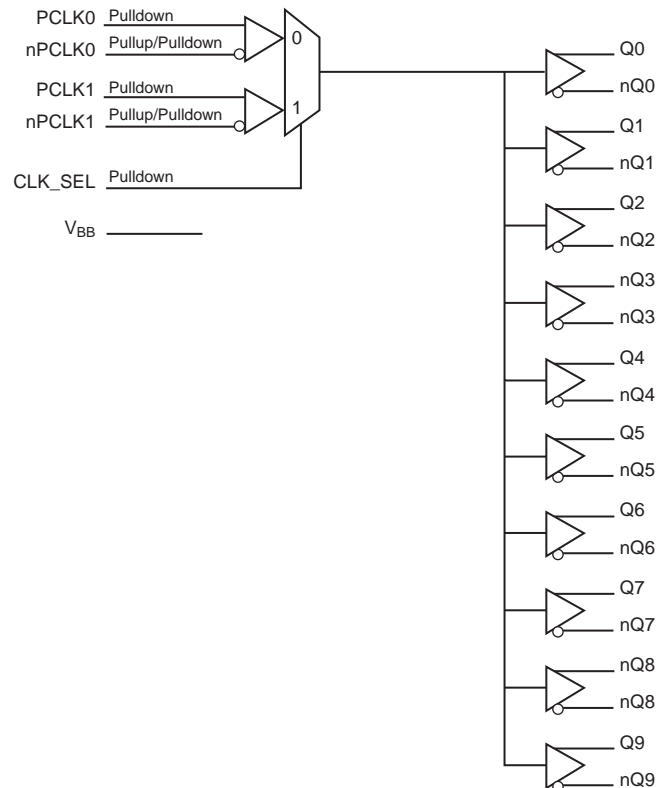 PCLK0 Pulldown
nPCLK0 Pullup/Pulldown
0
PCLK1 Pulldown
nPCLK1 Pullup/Pulldown
1
CLK_SEL Pulldown
VBB
Q0
nQ0
Q1
nQ1
Q2
nQ2
nQ3
nQ3
Q4
nQ4
Q5
nQ5
Q6
nQ6
Q7
nQ7
nQ8
nQ8
Q9
nQ9